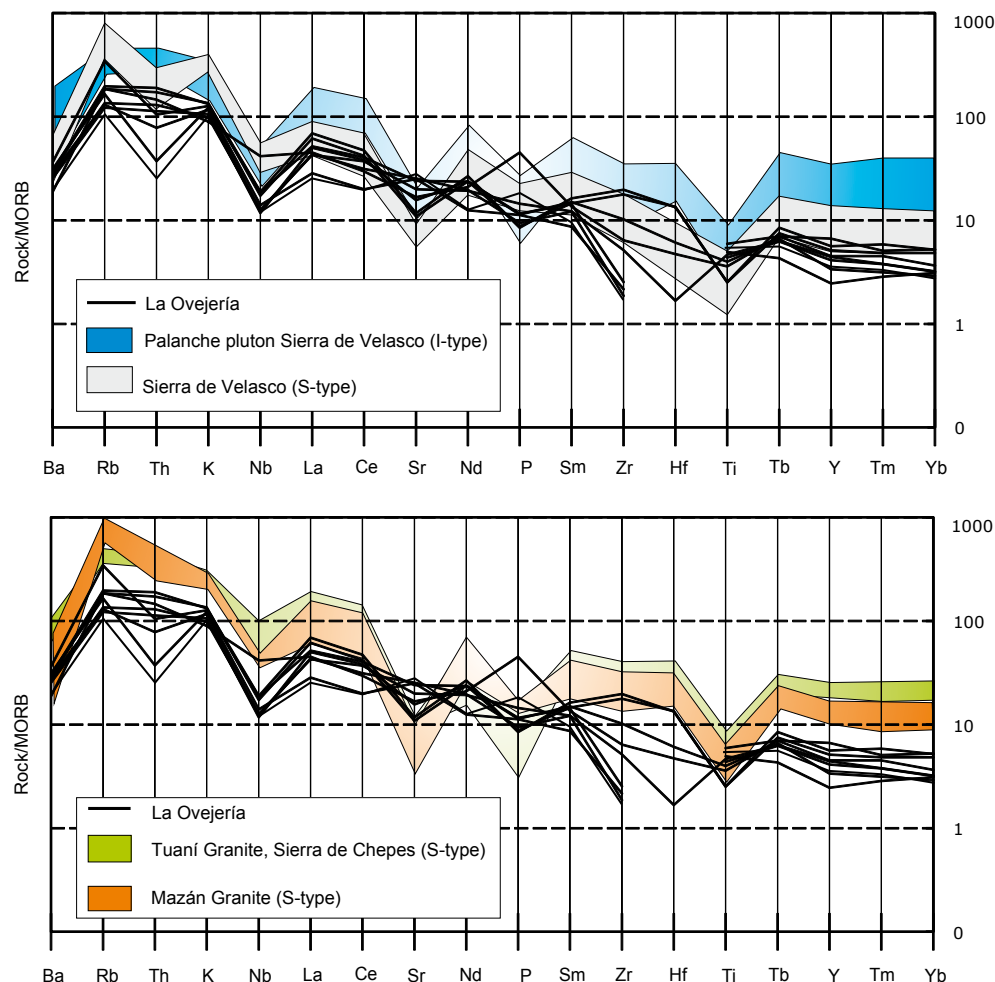 1000
100
10
1
0
Rock/MORB
La Ovejería
Palanche pluton Sierra de Velasco (I-type)
Sierra de Velasco (S-type)
Ba Rb Th K Nb La Ce Sr Nd P Sm Zr Hf Ti Tb Y Tm Yb
1000
100
10
1
0
Rock/MORB
La Ovejería
Tuaní Granite, Sierra de Chepes (S-type)
Mazán Granite (S-type)
Ba Rb Th K Nb La Ce Sr Nd P Sm Zr Hf Ti Tb Y Tm Yb